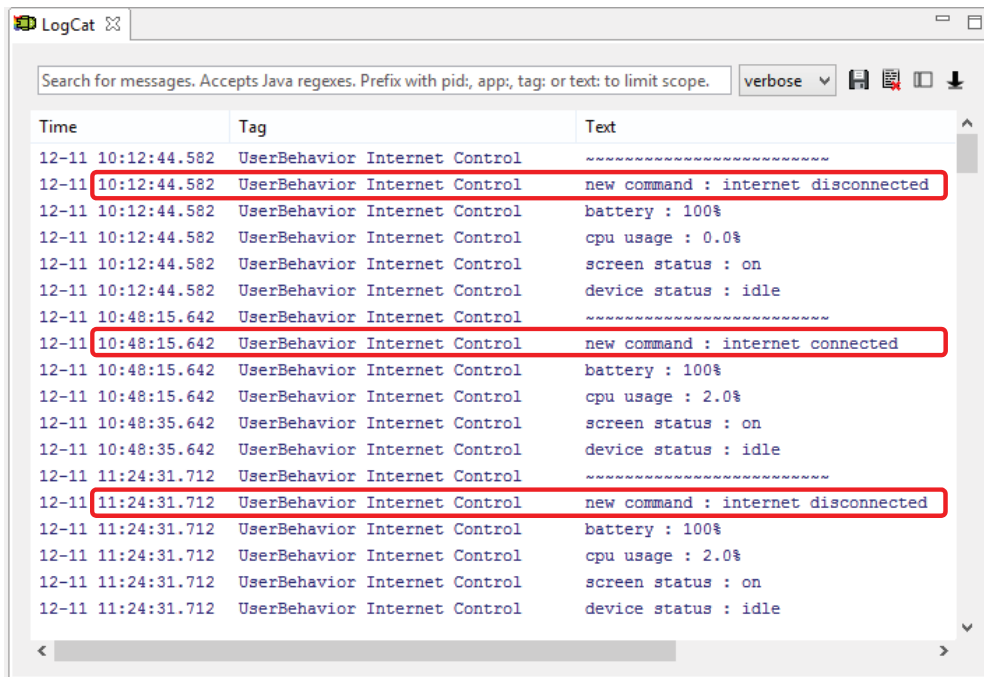 LogCat
Search for messages. Accepts Java regexes. Prefix with pid:, app:, tag: or text: to limit scope. verbose
Time Tag Text
12-11 10:12:44.582 UserBehavior Internet Control ~~~~~~~~~~~~~~~~~~~~~~~~~
12-11 10:12:44.582 UserBehavior Internet Control new command : internet disconnected
12-11 10:12:44.582 UserBehavior Internet Control battery : 100%
12-11 10:12:44.582 UserBehavior Internet Control cpu usage : 0.0%
12-11 10:12:44.582 UserBehavior Internet Control screen status : on
12-11 10:12:44.582 UserBehavior Internet Control device status : idle
12-11 10:48:15.642 UserBehavior Internet Control ~~~~~~~~~~~~~~~~~~~~~~~~~
12-11 10:48:15.642 UserBehavior Internet Control new command : internet connected
12-11 10:48:15.642 UserBehavior Internet Control battery : 100%
12-11 10:48:15.642 UserBehavior Internet Control cpu usage : 2.0%
12-11 10:48:35.642 UserBehavior Internet Control screen status : on
12-11 10:48:35.642 UserBehavior Internet Control device status : idle
12-11 11:24:31.712 UserBehavior Internet Control ~~~~~~~~~~~~~~~~~~~~~~~~~
12-11 11:24:31.712 UserBehavior Internet Control new command : internet disconnected
12-11 11:24:31.712 UserBehavior Internet Control battery : 100%
12-11 11:24:31.712 UserBehavior Internet Control cpu usage : 2.0%
12-11 11:24:31.712 UserBehavior Internet Control screen status : on
12-11 11:24:31.712 UserBehavior Internet Control device status : idle